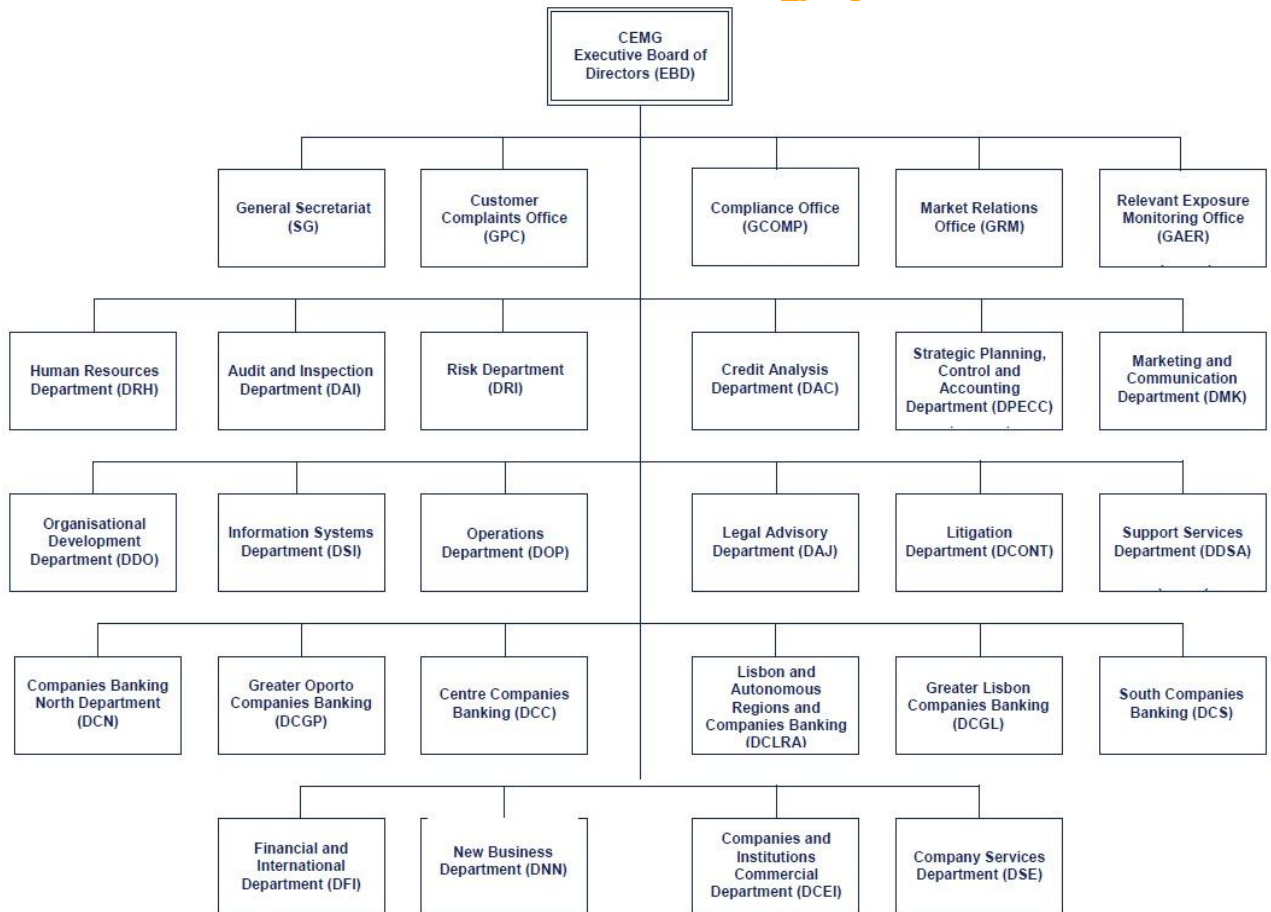 CEMG
Executive Board of
Directors (EBD)
General Secretariat
(SG)
Customer
Complaints Office
(GPC)
Compliance Office
(GCOMP)
Market Relations
Office (GRM)
Relevant Exposure
Monitoring Office
(GAER)
Human Resources
Department (DRH)
Audit and Inspection
Department (DAI)
Risk Department
(DRI)
Credit Analysis
Department (DAC)
Strategic Planning,
Control and
Accounting
Department (DPECC)
Marketing and
Communication
Department (DMK)
Organisational
Development
Department (DDO)
Information Systems
Department (DSI)
Operations
Department (DOP)
Legal Advisory
Department (DAJ)
Litigation
Department (DCONT)
Support Services
Department (DDSA)
Companies Banking
North Department
(DCN)
Greater Oporto
Companies Banking
(DCGP)
Centre Companies
Banking (DCC)
Lisbon and
Autonomous
Regions and
Companies Banking
(DCLRA)
Greater Lisbon
Companies Banking
(DCGL)
South Companies
Banking (DCS)
Financial and
International
Department (DFI)
New Business
Department (DNN)
Companies and
Institutions
Commercial
Department (DCEI)
Company Services
Department (DSE)